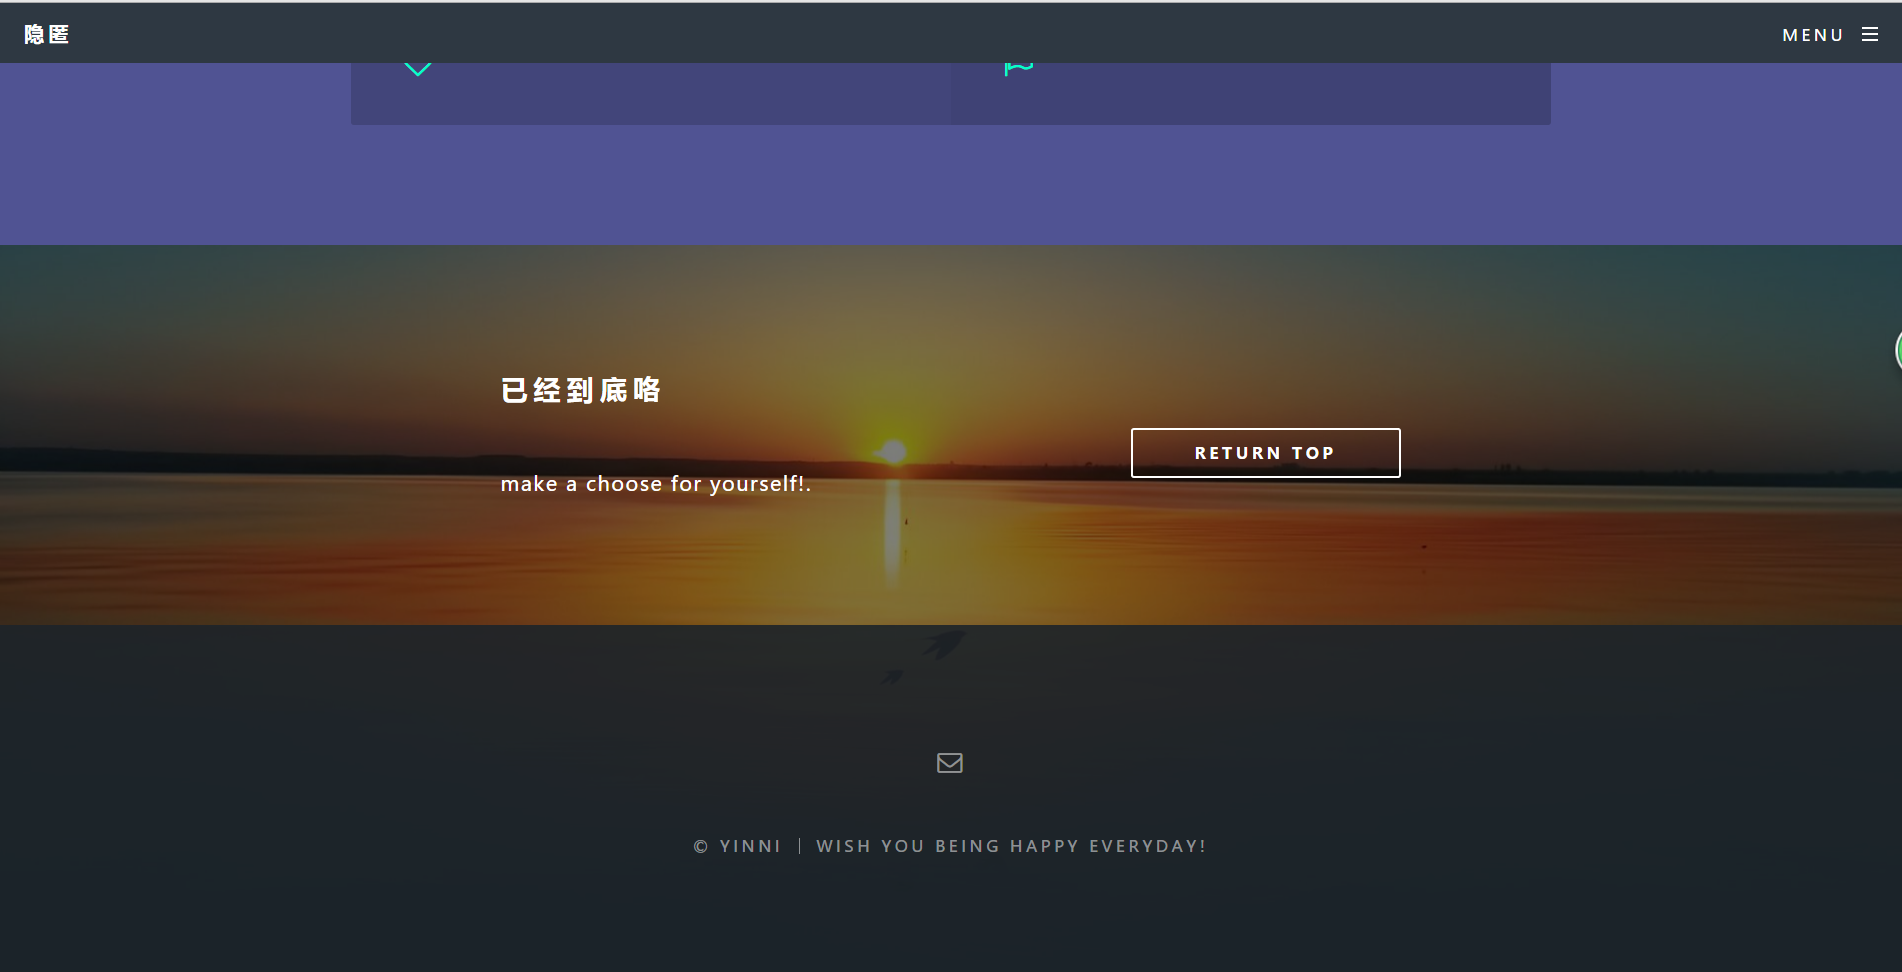 隐匿
MENU
已经到底咯
make a choose for yourself!.
RETURN TOP
© YINNI | WISH YOU BEING HAPPY EVERYDAY!